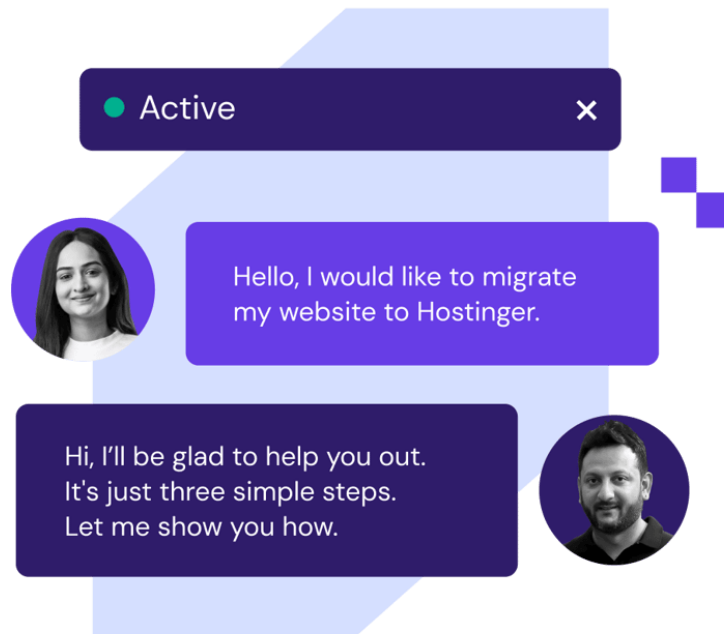 Active
Hello, I would like to migrate
my website to Hostinger.
Hi, I’ll be glad to help you out.
It's just three simple steps.
Let me show you how.